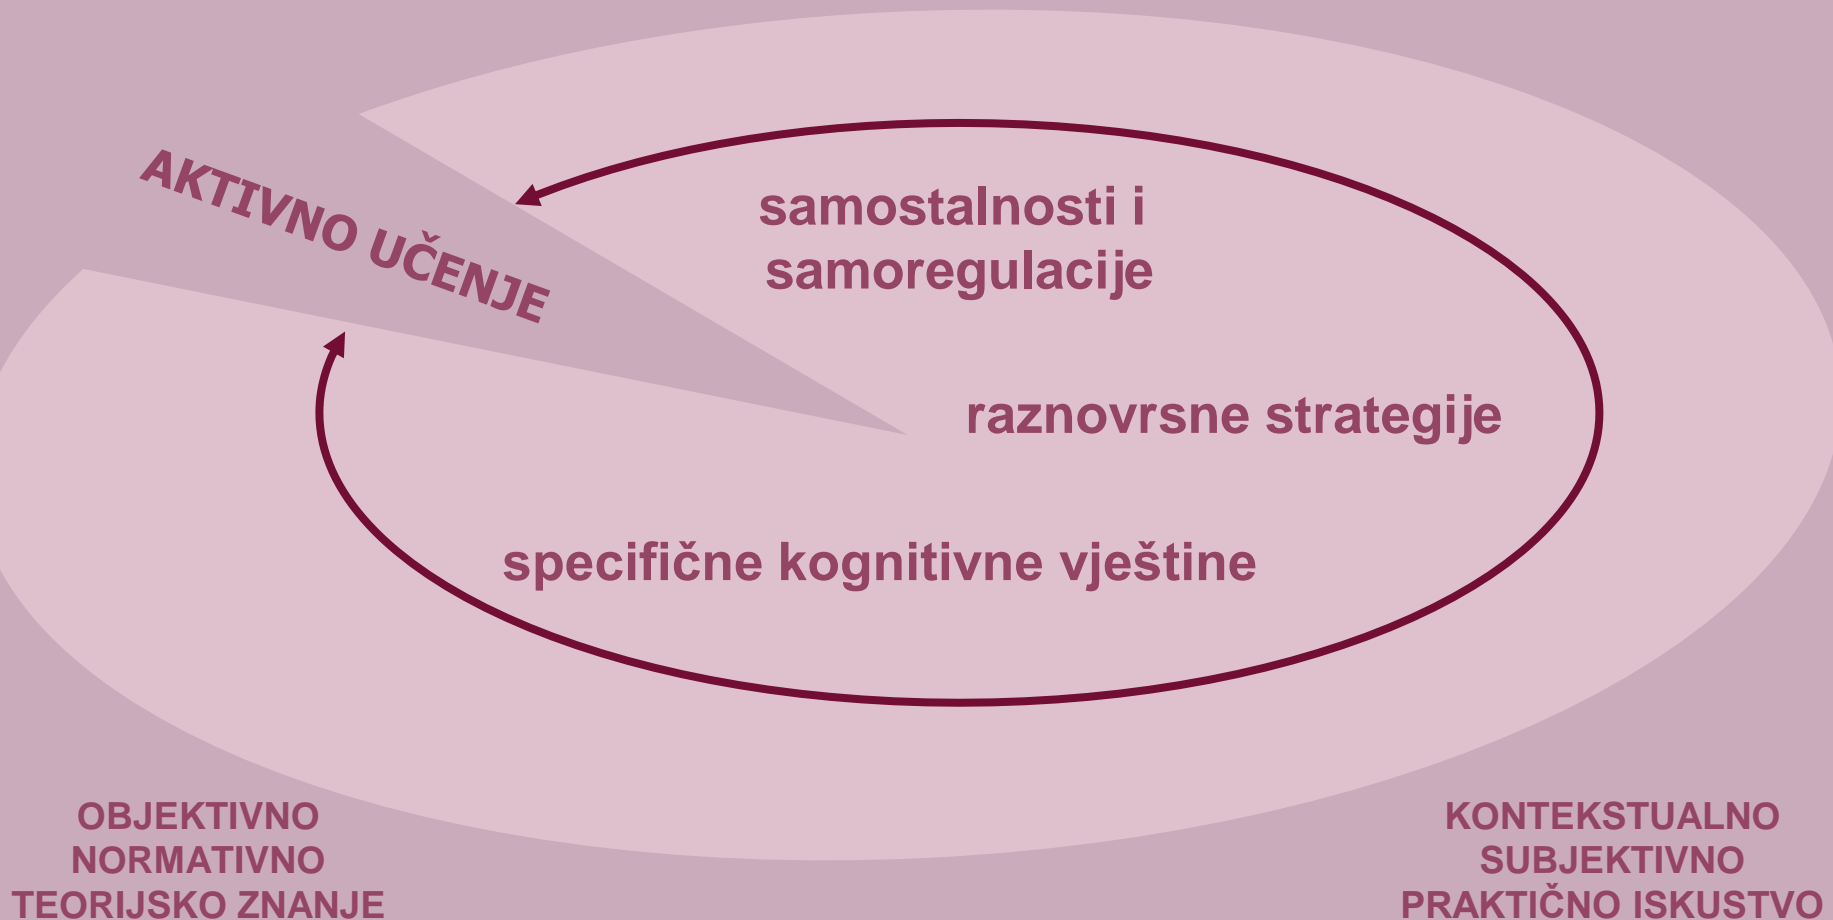 AKTIVNO UČENJE
samostalnosti i
samoregulacije
raznovrsne strategije
specifične kognitivne vještine
OBJEKTIVNO
NORMATIVNO
TEORIJSKO ZNANJE
KONTEKSTUALNO
SUBJEKTIVNO
PRAKTIČNO ISKUSTVO